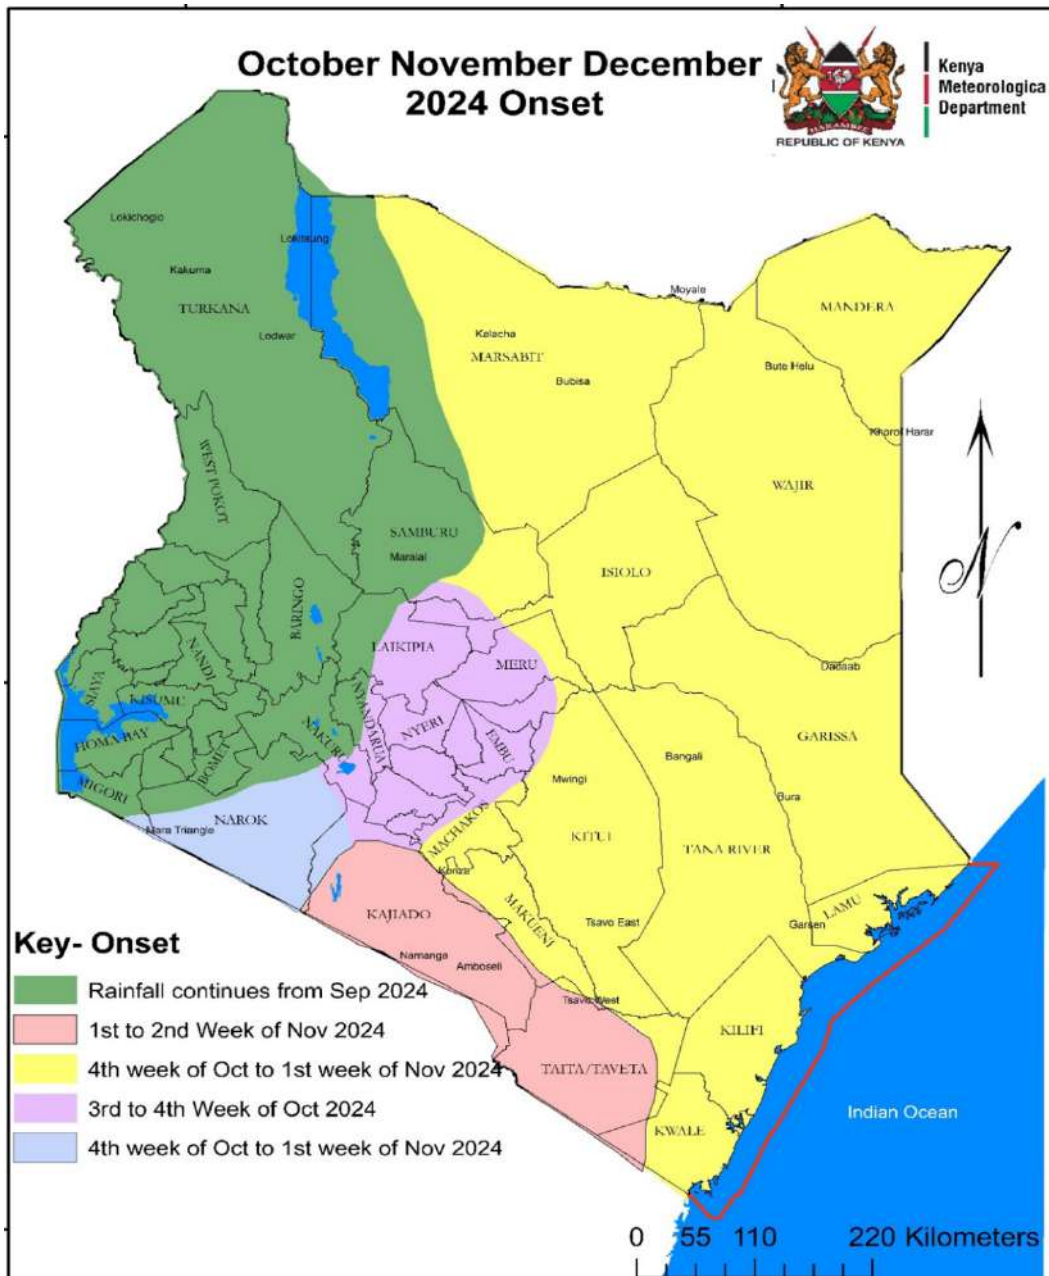 October November December
2024 Onset
Kenya
Meteorologica
Department
HARAMBEE
REPUBLIC OF KENYA
Lokichogio
Lokitaung
Kakuma
TURKANA
Lodwar
Moyale
MANDERA
Kalacha
MARSABIT
Bubisa
Bute Helu
Khorof Harar
WEST POKOT
WAJIR
SAMBURU
Maralal
ISIOLO
BARINGO
LAIKIPIA
MERU
NANDI
SIAYA
KISUMU
Dadaab
NYANDARUA
NYERI
EMBU
HOMA BAY
BOMET
NAKURU
GARISSA
MIGORI
Bangali
Mwingi
Bura
Mara Triangle
NAROK
MACHAKOS
KITUI
TANA RIVER
Konza
KAJIADO
MAKUENI
Tsavo East
LAMU
Garsen
Namanga
Amboseli
Tsavo West
KILIFI
TAITA/TAVETA
KWALE
Indian Ocean
N
Key- Onset
Rainfall continues from Sep 2024
1st to 2nd Week of Nov 2024
4th week of Oct to 1st week of Nov 2024
3rd to 4th Week of Oct 2024
4th week of Oct to 1st week of Nov 2024
0 55 110 220 Kilometers